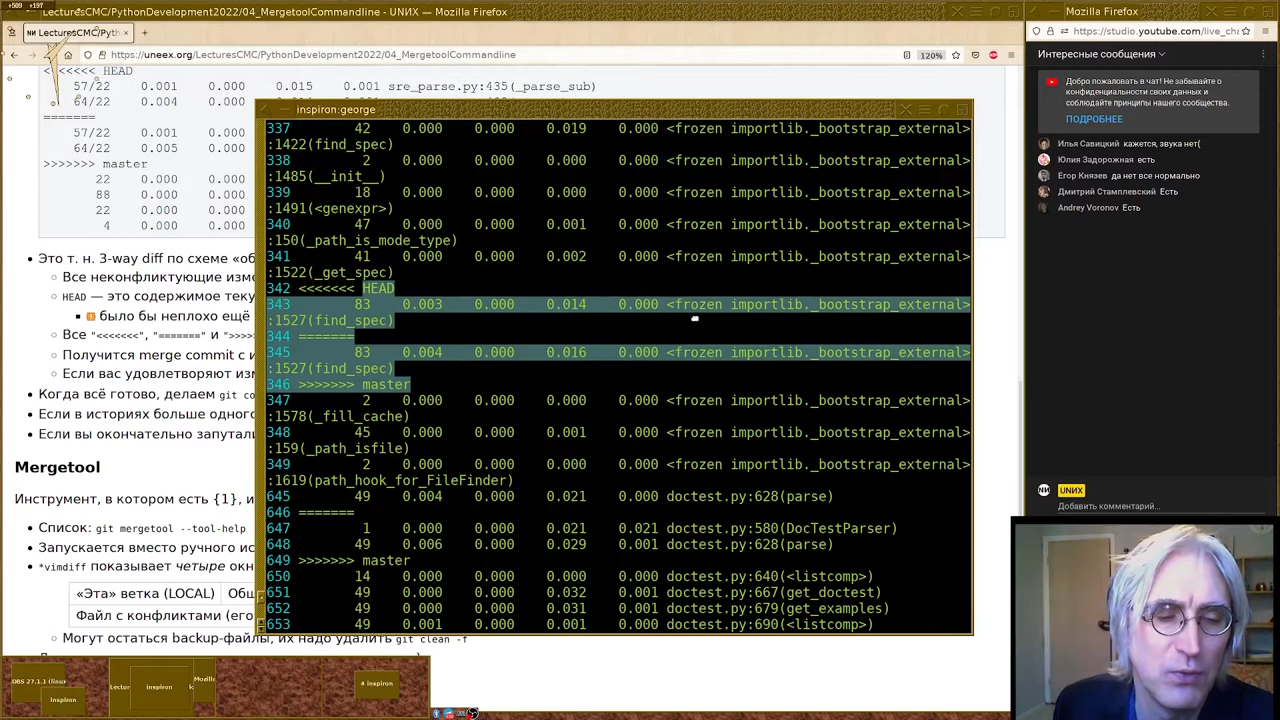 +509 +197
LecturesCMC/PythonDevelopment2022/04_MergetoolCommandline - UNИX — Mozilla Firefox
Mozilla Firefox
LecturesCMC/Pyth
https://uneex.org/LecturesCMC/PythonDevelopment2022/04_MergetoolCommandline
120%
https://studio.youtube.com/live_cha
<<<<<<< HEAD
57/22 0.001 0.000 0.015 0.001 sre_parse.py:435(_parse_sub)
64/22 0.004 0.000
=======
57/22 0.001 0.000
64/22 0.005 0.000
>>>>>>> master
22 0.000 0.000
88 0.000 0.000
22 0.000 0.000
4 0.000 0.000
Это т. н. 3-way diff по схеме «об
Все неконфликтующие изме
HEAD — это содержимое теку
было бы неплохо ещё
Все "<<<<<<<", "=======" и ">>>
Получится merge commit с и
Если вас удовлетворяют из
Когда всё готово, делаем git co
Если в историях больше одного
Если вы окончательно запутали
Mergetool
Инструмент, в котором есть {1}, и
Список: git mergetool --tool-help
Запускается вместо ручного ис
*vimdiff показывает четыре окн
«Эта» ветка (LOCAL) Общ
Файл с конфликтами (его
Могут остаться backup-файлы, их надо удалить git clean -f
inspiron:george
337 42 0.000 0.000 0.019 0.000 <frozen importlib._bootstrap_external>
:1422(find_spec)
338 2 0.000 0.000 0.000 0.000 <frozen importlib._bootstrap_external>
:1485(__init__)
339 18 0.000 0.000 0.000 0.000 <frozen importlib._bootstrap_external>
:1491(<genexpr>)
340 47 0.000 0.000 0.001 0.000 <frozen importlib._bootstrap_external>
:150(_path_is_mode_type)
341 41 0.000 0.000 0.002 0.000 <frozen importlib._bootstrap_external>
:1522(_get_spec)
342 <<<<<<< HEAD
343 83 0.003 0.000 0.014 0.000 <frozen importlib._bootstrap_external>
:1527(find_spec)
344 =======
345 83 0.004 0.000 0.016 0.000 <frozen importlib._bootstrap_external>
:1527(find_spec)
346 >>>>>>> master
347 2 0.000 0.000 0.000 0.000 <frozen importlib._bootstrap_external>
:1578(_fill_cache)
348 45 0.000 0.000 0.001 0.000 <frozen importlib._bootstrap_external>
:159(_path_isfile)
349 2 0.000 0.000 0.000 0.000 <frozen importlib._bootstrap_external>
:1619(path_hook_for_FileFinder)
645 49 0.004 0.000 0.021 0.000 doctest.py:628(parse)
646 =======
647 1 0.000 0.000 0.021 0.021 doctest.py:580(DocTestParser)
648 49 0.006 0.000 0.029 0.001 doctest.py:628(parse)
649 >>>>>>> master
650 14 0.000 0.000 0.000 0.000 doctest.py:640(<listcomp>)
651 49 0.000 0.000 0.032 0.001 doctest.py:667(get_doctest)
652 49 0.000 0.000 0.031 0.001 doctest.py:679(get_examples)
653 49 0.001 0.000 0.001 0.000 doctest.py:690(<listcomp>)
Интересные сообщения
Добро пожаловать в чат! Не забывайте о
конфиденциальности своих данных и
соблюдайте принципы нашего сообщества.
ПОДРОБНЕЕ
Илья Савицкий кажется, звука нет(
Юлия Задорожная есть
Егор Князев да нет все нормально
Дмитрий Стамплевский Есть
Andrey Voronov Есть
UNИX
Добавить комментарий...
OBS 27.1.1 (linux
inspiron
Lectur
inspiron
Mozill
# inspiron